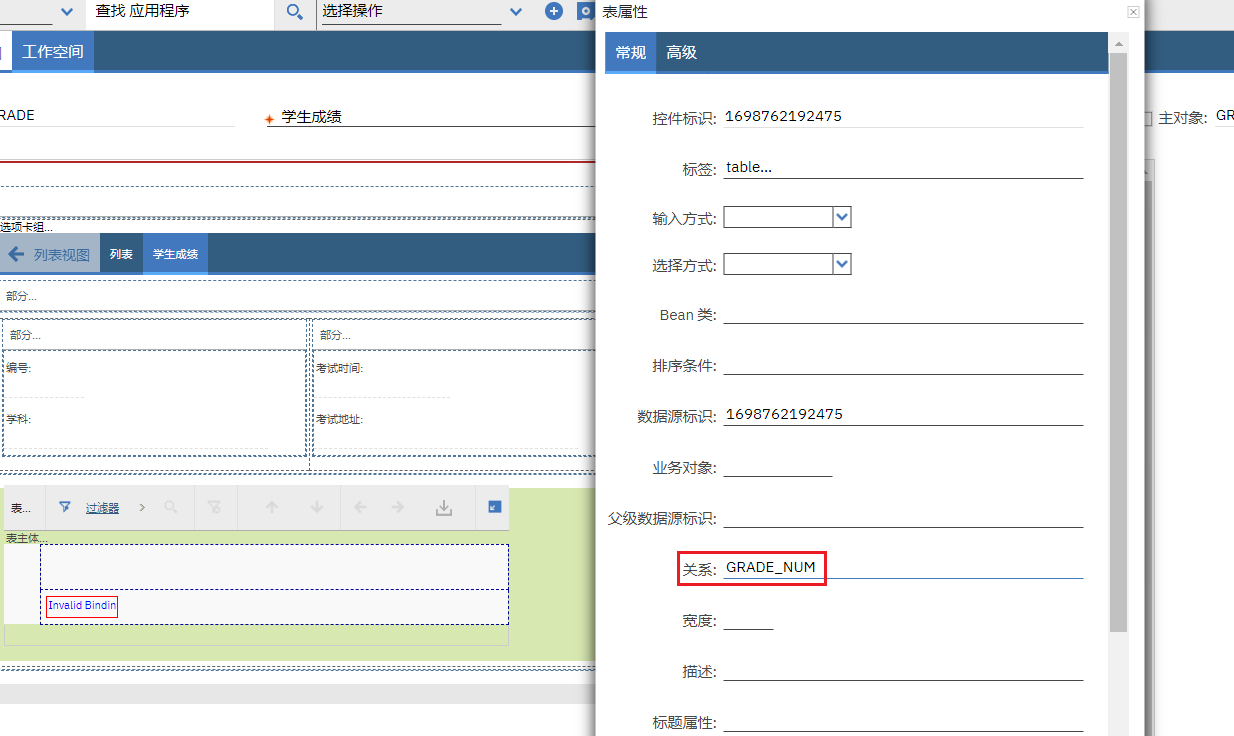 查找 应用程序
选择操作
工作空间
RADE
学生成绩
主对象: GR
选项卡组...
列表视图
列表
学生成绩
部分...
部分...
部分...
编号:
考试时间:
学科:
考试地址:
表...
过滤器
表主体...
Invalid Bindin
表属性
常规
高级
控件标识: 1698762192475
标签: table...
输入方式:
选择方式:
Bean 类:
排序条件:
数据源标识: 1698762192475
业务对象:
父级数据源标识:
关系: GRADE_NUM
宽度:
描述:
标题属性: